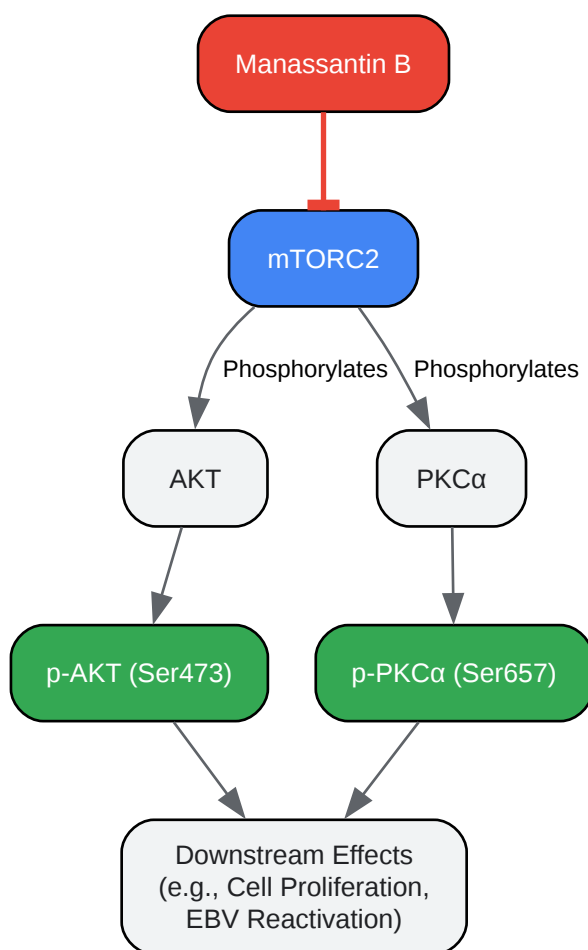 Manassantin B
mTORC2
Phosphorylates
Phosphorylates
AKT
PKCα
p-AKT (Ser473)
p-PKCα (Ser657)
Downstream Effects
(e.g., Cell Proliferation,
EBV Reactivation)